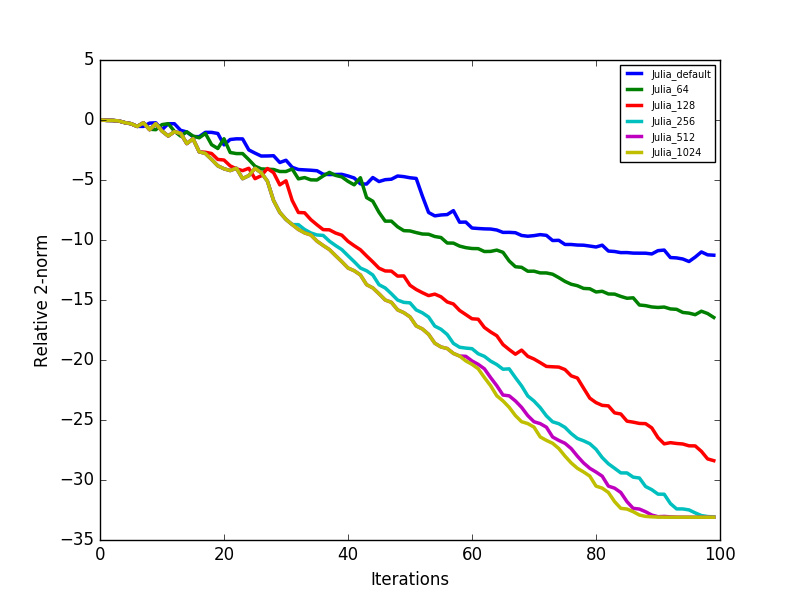 5
0
−5
−10
−15
−20
−25
−30
−35
Relative 2-norm
0 20 40 60 80 100
Iterations
Julia_default
Julia_64
Julia_128
Julia_256
Julia_512
Julia_1024